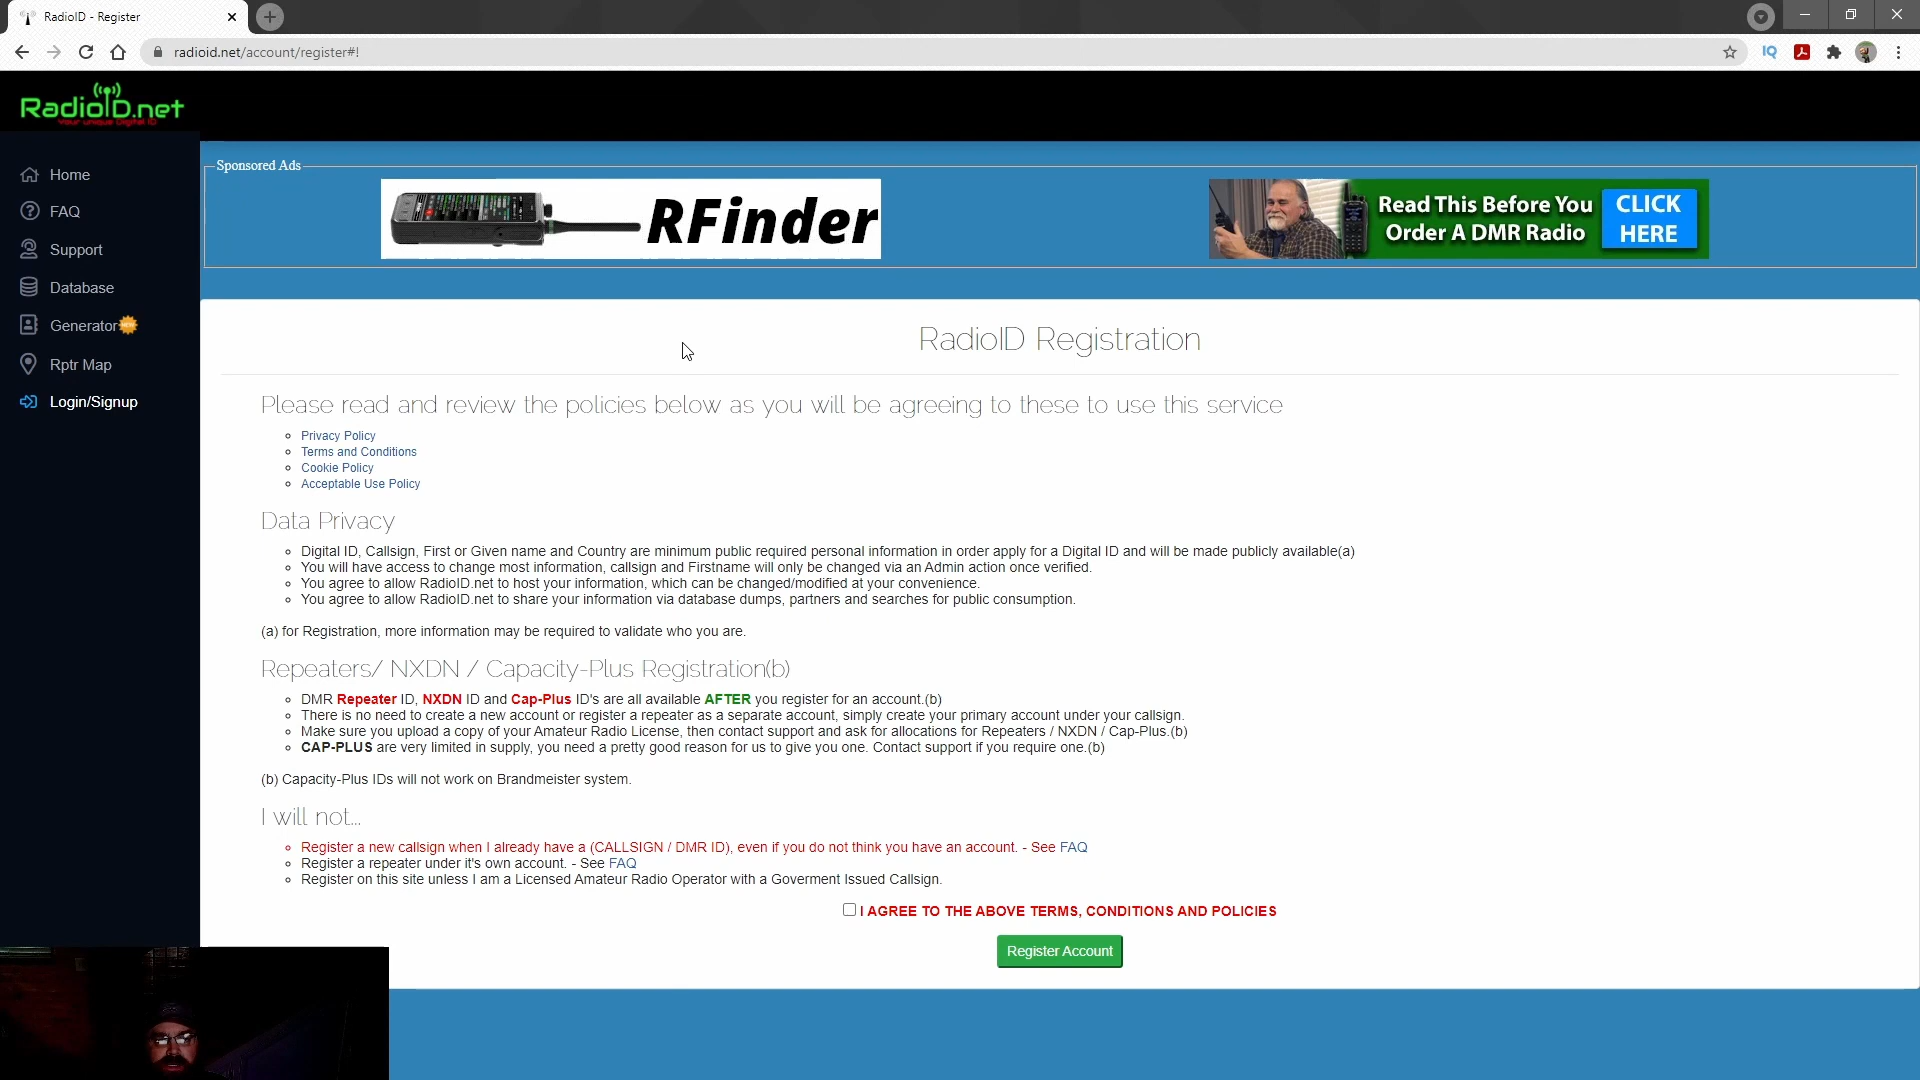 RadioID - Register
radioid.net/account/register#!
IQ
RadioID.net
Your unique Digital ID
Home
FAQ
Support
Database
Generator NEW
Rptr Map
Login/Signup
Sponsored Ads
RFinder
Read This Before You
Order A DMR Radio
CLICK
HERE
RadioID Registration
Please read and review the policies below as you will be agreeing to these to use this service
Privacy Policy
Terms and Conditions
Cookie Policy
Acceptable Use Policy
Data Privacy
Digital ID, Callsign, First or Given name and Country are minimum public required personal information in order apply for a Digital ID and will be made publicly available(a)
You will have access to change most information, callsign and Firstname will only be changed via an Admin action once verified.
You agree to allow RadioID.net to host your information, which can be changed/modified at your convenience.
You agree to allow RadioID.net to share your information via database dumps, partners and searches for public consumption.
(a) for Registration, more information may be required to validate who you are.
Repeaters/ NXDN / Capacity-Plus Registration(b)
DMR Repeater ID, NXDN ID and Cap-Plus ID's are all available AFTER you register for an account.(b)
There is no need to create a new account or register a repeater as a separate account, simply create your primary account under your callsign.
Make sure you upload a copy of your Amateur Radio License, then contact support and ask for allocations for Repeaters / NXDN / Cap-Plus.(b)
CAP-PLUS are very limited in supply, you need a pretty good reason for us to give you one. Contact support if you require one.(b)
(b) Capacity-Plus IDs will not work on Brandmeister system.
I will not...
Register a new callsign when I already have a (CALLSIGN / DMR ID), even if you do not think you have an account. - See FAQ
Register a repeater under it's own account. - See FAQ
Register on this site unless I am a Licensed Amateur Radio Operator with a Goverment Issued Callsign.
I AGREE TO THE ABOVE TERMS, CONDITIONS AND POLICIES
Register Account